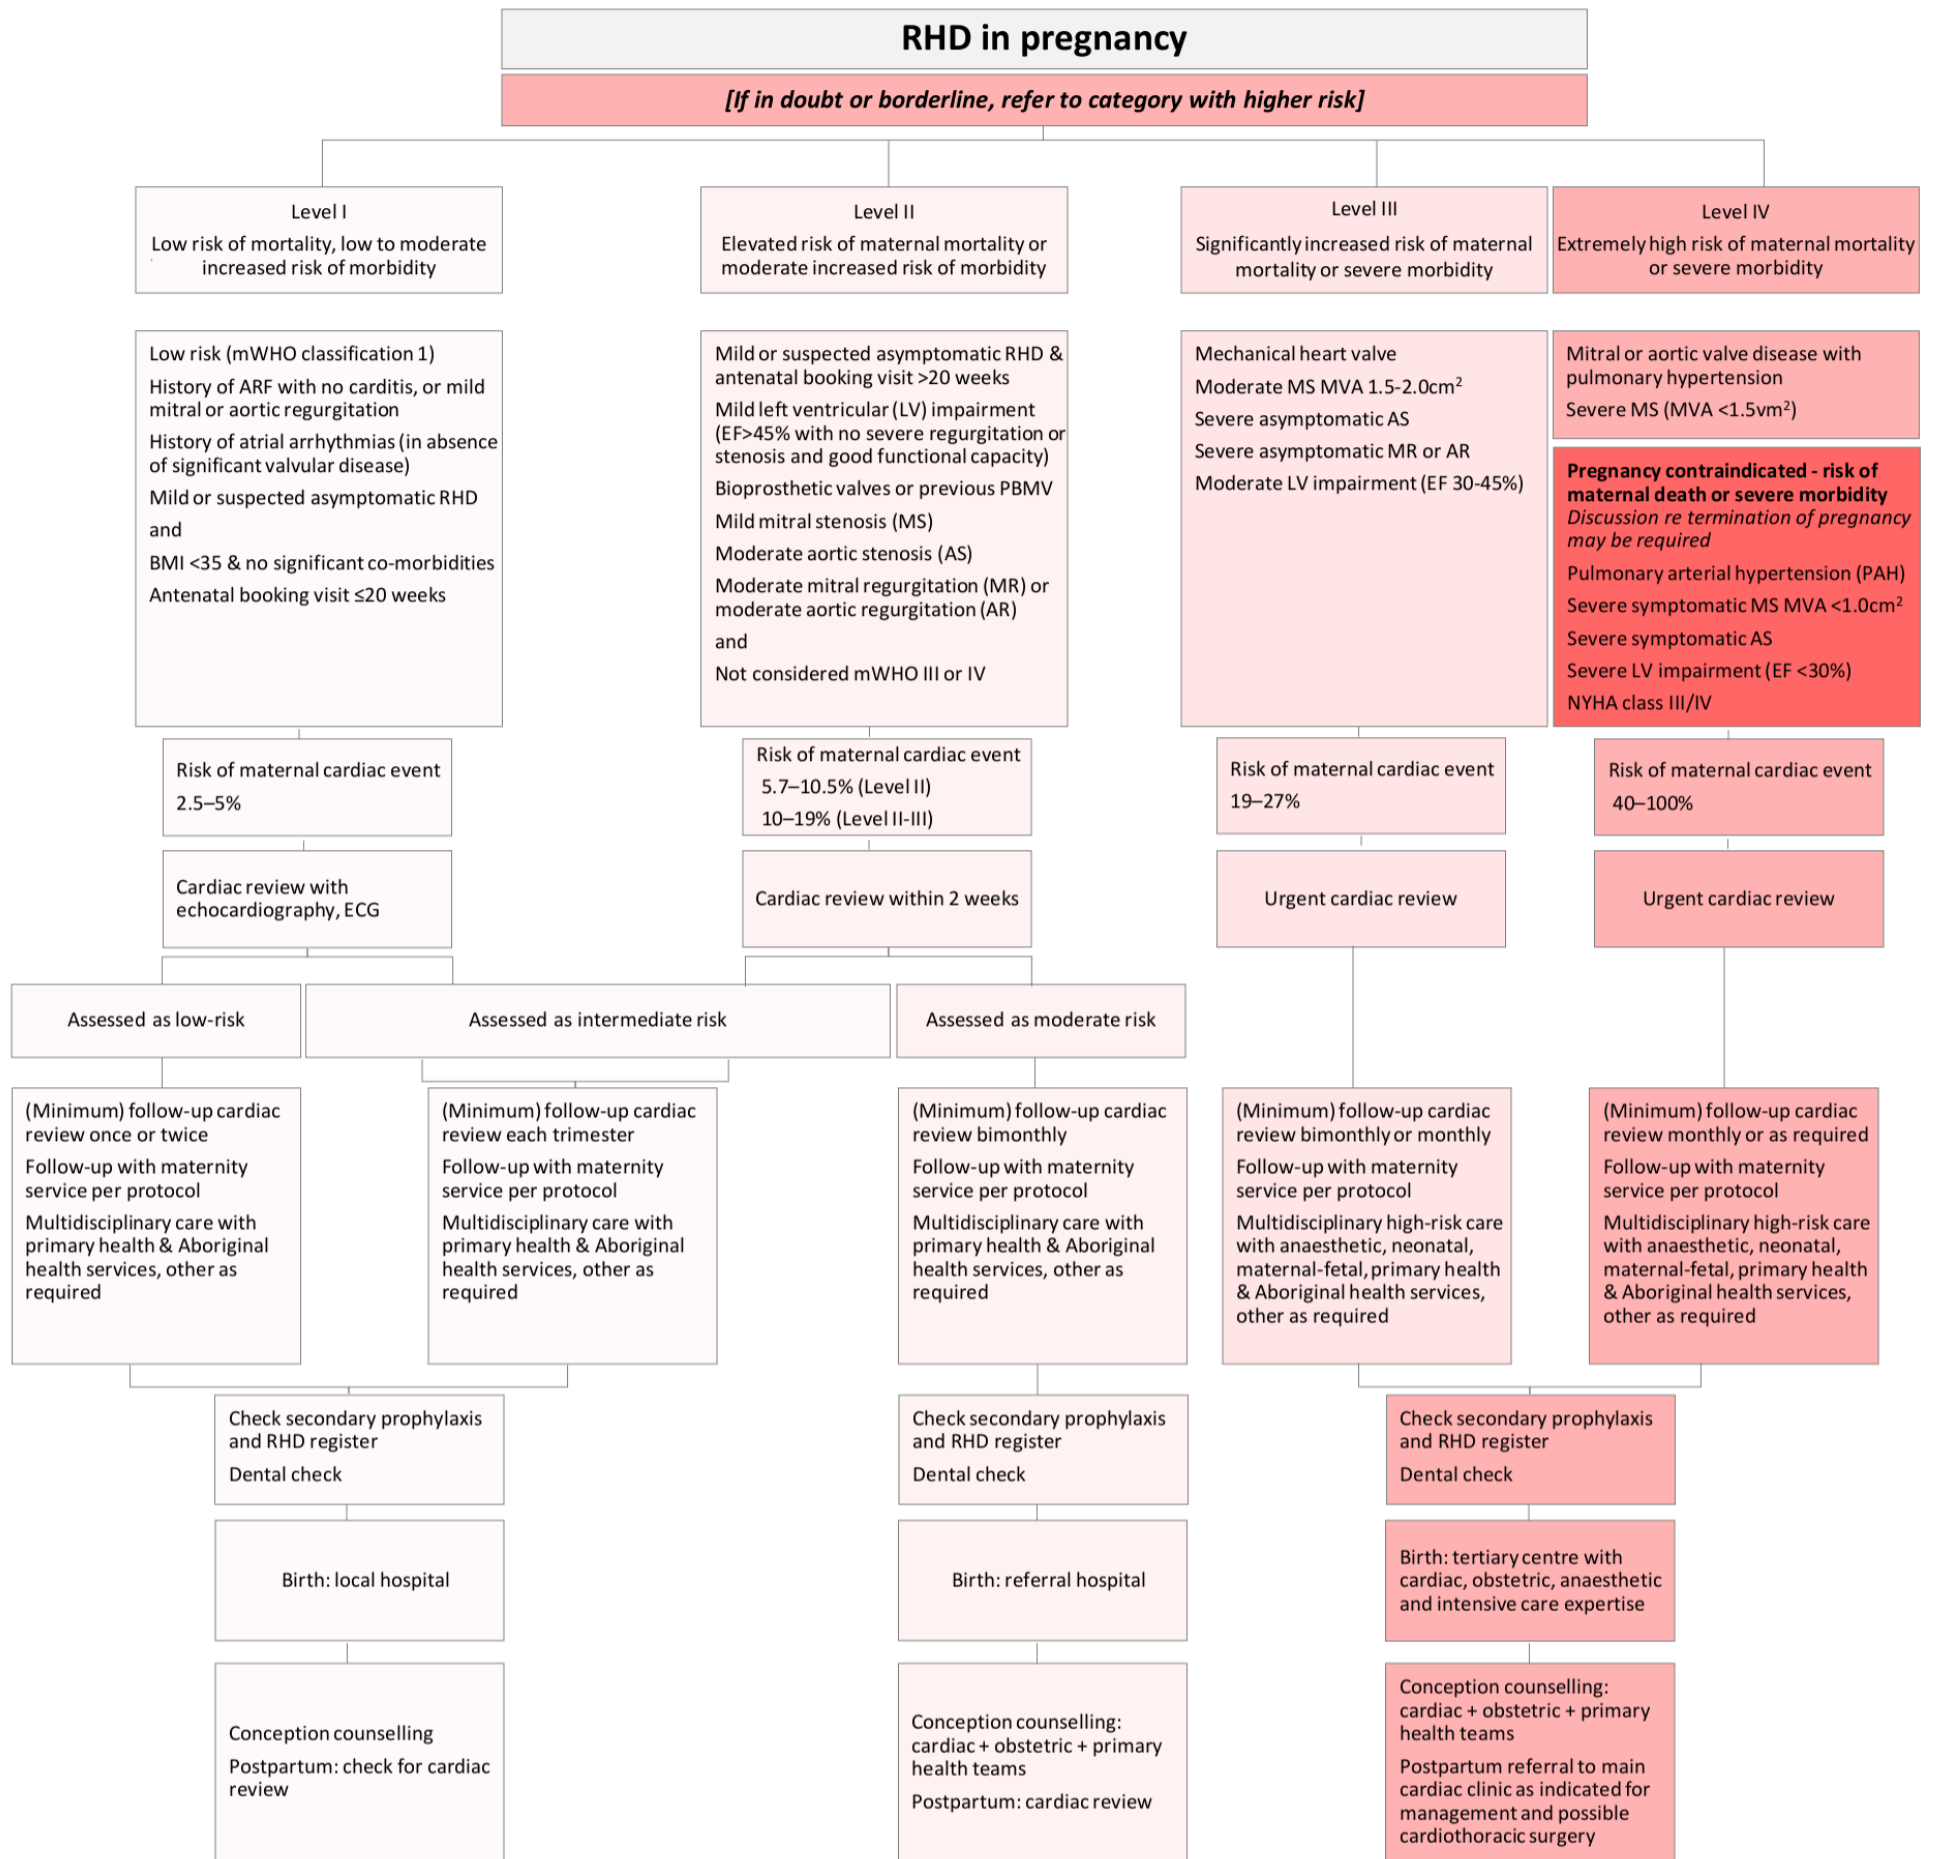 RHD in pregnancy
[If in doubt or borderline, refer to category with higher risk]
Level I
Low risk of mortality, low to moderate
increased risk of morbidity
Level II
Elevated risk of maternal mortality or
moderate increased risk of morbidity
Level III
Significantly increased risk of maternal
mortality or severe morbidity
Level IV
Extremely high risk of maternal mortality
or severe morbidity
Low risk (mWHO classification 1)
History of ARF with no carditis, or mild
mitral or aortic regurgitation
History of atrial arrhythmias (in absence
of significant valvular disease)
Mild or suspected asymptomatic RHD
and
BMI <35 & no significant co-morbidities
Antenatal booking visit ≤20 weeks
Mild or suspected asymptomatic RHD &
antenatal booking visit >20 weeks
Mild left ventricular (LV) impairment
(EF>45% with no severe regurgitation or
stenosis and good functional capacity)
Bioprosthetic valves or previous PBMV
Mild mitral stenosis (MS)
Moderate aortic stenosis (AS)
Moderate mitral regurgitation (MR) or
moderate aortic regurgitation (AR)
and
Not considered mWHO III or IV
Mechanical heart valve
Moderate MS MVA 1.5-2.0cm²
Severe asymptomatic AS
Severe asymptomatic MR or AR
Moderate LV impairment (EF 30-45%)
Mitral or aortic valve disease with
pulmonary hypertension
Severe MS (MVA <1.5vm²)
Pregnancy contraindicated - risk of
maternal death or severe morbidity
Discussion re termination of pregnancy
may be required
Pulmonary arterial hypertension (PAH)
Severe symptomatic MS MVA <1.0cm²
Severe symptomatic AS
Severe LV impairment (EF <30%)
NYHA class III/IV
Risk of maternal cardiac event
2.5–5%
Risk of maternal cardiac event
5.7–10.5% (Level II)
10–19% (Level II-III)
Risk of maternal cardiac event
19–27%
Risk of maternal cardiac event
40–100%
Cardiac review with
echocardiography, ECG
Cardiac review within 2 weeks
Urgent cardiac review
Urgent cardiac review
Assessed as low-risk
Assessed as intermediate risk
Assessed as moderate risk
(Minimum) follow-up cardiac
review once or twice
Follow-up with maternity
service per protocol
Multidisciplinary care with
primary health & Aboriginal
health services, other as
required
(Minimum) follow-up cardiac
review each trimester
Follow-up with maternity
service per protocol
Multidisciplinary care with
primary health & Aboriginal
health services, other as
required
(Minimum) follow-up cardiac
review bimonthly
Follow-up with maternity
service per protocol
Multidisciplinary care with
primary health & Aboriginal
health services, other as
required
(Minimum) follow-up cardiac
review bimonthly or monthly
Follow-up with maternity
service per protocol
Multidisciplinary high-risk care
with anaesthetic, neonatal,
maternal-fetal, primary health
& Aboriginal health services,
other as required
(Minimum) follow-up cardiac
review monthly or as required
Follow-up with maternity
service per protocol
Multidisciplinary high-risk care
with anaesthetic, neonatal,
maternal-fetal, primary health
& Aboriginal health services,
other as required
Check secondary prophylaxis
and RHD register
Dental check
Check secondary prophylaxis
and RHD register
Dental check
Check secondary prophylaxis
and RHD register
Dental check
Birth: local hospital
Birth: referral hospital
Birth: tertiary centre with
cardiac, obstetric, anaesthetic
and intensive care expertise
Conception counselling
Postpartum: check for cardiac
review
Conception counselling:
cardiac + obstetric + primary
health teams
Postpartum: cardiac review
Conception counselling:
cardiac + obstetric + primary
health teams
Postpartum referral to main
cardiac clinic as indicated for
management and possible
cardiothoracic surgery